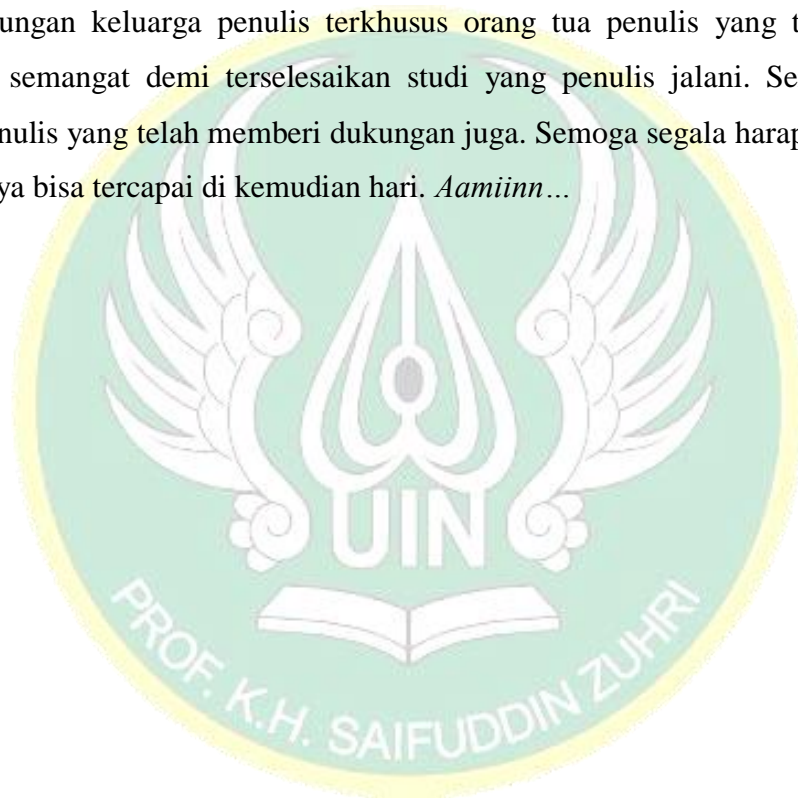 ungan keluarga penulis terkhusus orang tua penulis yang t
semangat demi terselesaikan studi yang penulis jalani. Se
nulis yang telah memberi dukungan juga. Semoga segala harap
ya bisa tercapai di kemudian hari. Aamiinn…
UIN
PROF. K.H. SAIFUDDIN ZUHRI